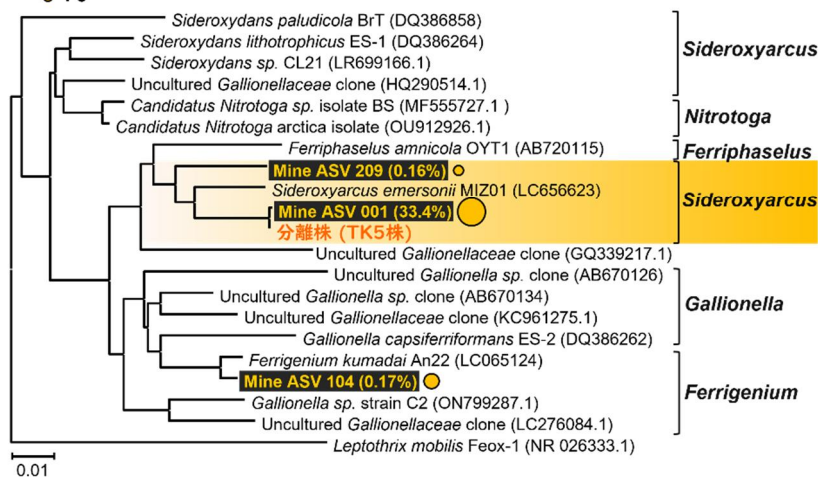 Sideroxydans paludicola BrT (DQ386858)
Sideroxydans lithotrophicus ES-1 (DQ386264)
Sideroxydans sp. CL21 (LR699166.1)
Uncultured Gallionellaceae clone (HQ290514.1)
Sideroxyarcus
Candidatus Nitrotoga sp. isolate BS (MF555727.1 )
Candidatus Nitrotoga arctica isolate (OU912926.1)
Nitrotoga
Ferriphaselus amnicola OYT1 (AB720115)
Ferriphaselus
Mine ASV 209 (0.16%)
Sideroxyarcus emersonii MIZ01 (LC656623)
Mine ASV 001 (33.4%)
分離株 (TK5株)
Sideroxyarcus
Uncultured Gallionellaceae clone (GQ339217.1)
Uncultured Gallionella sp. clone (AB670126)
Uncultured Gallionella sp. clone (AB670134)
Uncultured Gallionellaceae clone (KC961275.1)
Gallionella capsiferriformans ES-2 (DQ386262)
Gallionella
Ferrigenium kumadai An22 (LC065124)
Mine ASV 104 (0.17%)
Gallionella sp. strain C2 (ON799287.1)
Uncultured Gallionellaceae clone (LC276084.1)
Ferrigenium
Leptothrix mobilis Feox-1 (NR 026333.1)
0.01